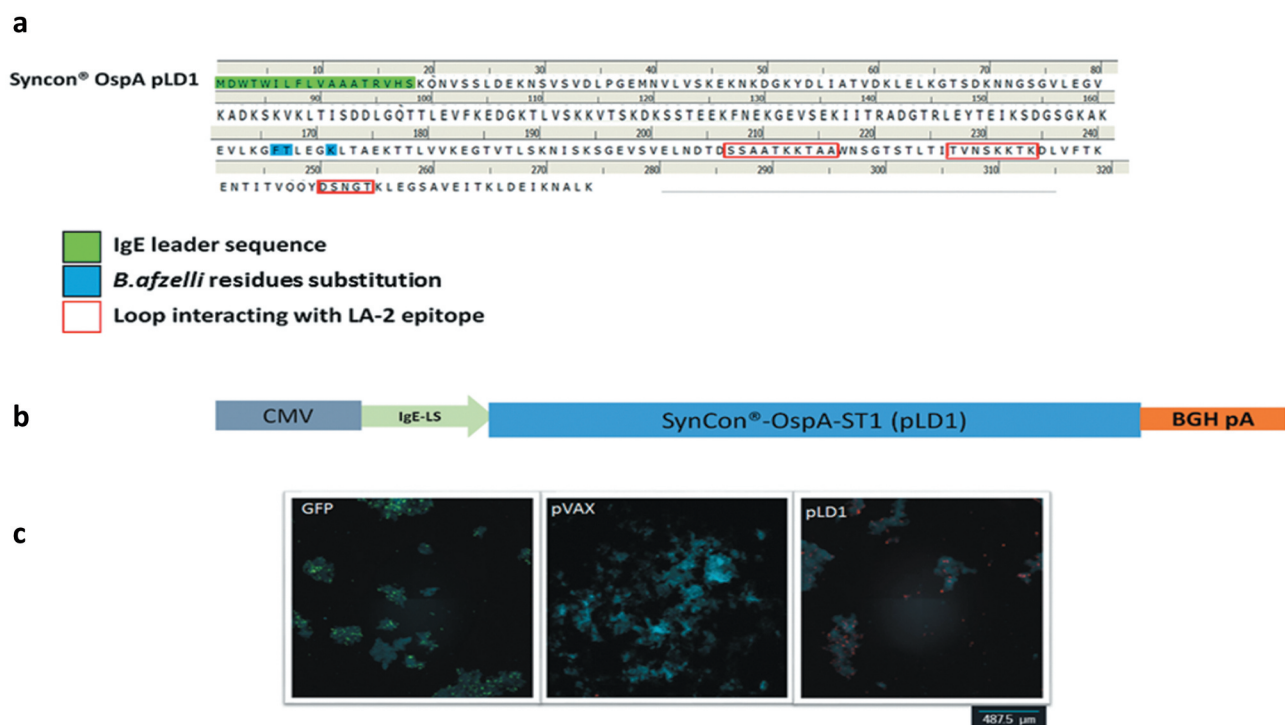 a
10 20 30 40 50 60 70 80
Syncon® OspA pLD1
MDWTWILFLVAAATRVHSKQNVSSLDEKNSVSVDLPGEMNVLVSKEKNKDGKYDLIATVDKLELKGTSDKNNGSGVLEGV
90 100 110 120 130 140 150 160
KADKSKVKLTISDDLGQTTLEVFKEDGKTLVSKKVTSKDKSSTEEKFNEKGEVSEKIITRADGTRLEYTEIKSDGSGKAK
170 180 190 200 210 220 230 240
EVLKGFTLEGKLTAEKTTLVVKEGTVTLSKNISKSGEVSVELNDTDSSAATKKTAAWNSGTSTLTITVNSKKTKDLVFTK
250 260 270 280 290 300 310 320
ENTITVQQYDSNGTKLEGSAVEITKLDEIKNALK
IgE leader sequence
B.afzelli residues substitution
Loop interacting with LA-2 epitope
b
CMV IgE-LS SynCon®-OspA-ST1 (pLD1) BGH pA
c
GFP pVAX pLD1
487.5 µm